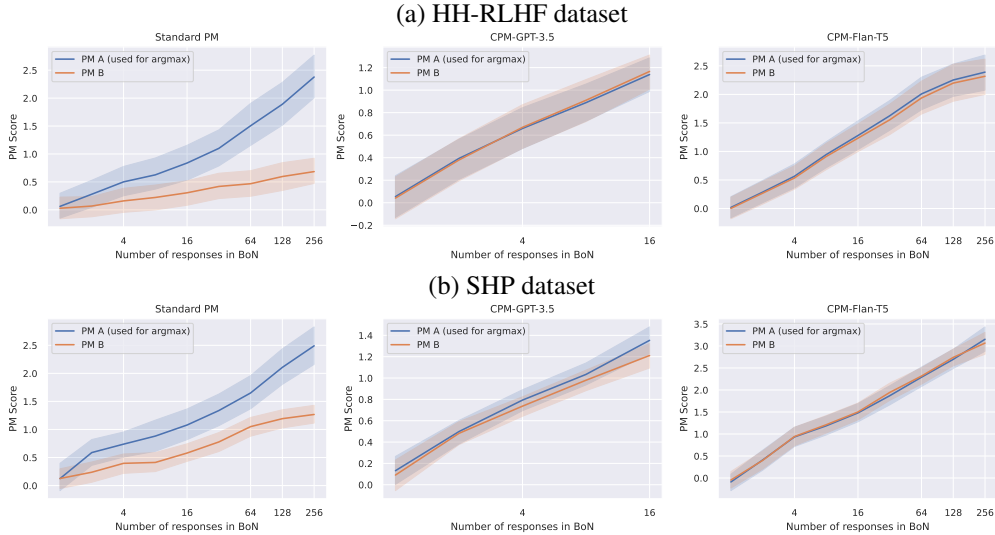 (a) HH-RLHF dataset
Standard PM
PM A (used for argmax)
PM B
PM Score
2.5
2.0
1.5
1.0
0.5
0.0
4
16
64
128
256
Number of responses in BoN
CPM-GPT-3.5
PM A (used for argmax)
PM B
PM Score
1.2
1.0
0.8
0.6
0.4
0.2
0.0
−0.2
4
16
Number of responses in BoN
CPM-Flan-T5
PM A (used for argmax)
PM B
PM Score
2.5
2.0
1.5
1.0
0.5
0.0
4
16
64
128
256
Number of responses in BoN
(b) SHP dataset
Standard PM
PM A (used for argmax)
PM B
PM Score
2.5
2.0
1.5
1.0
0.5
0.0
4
16
64
128
256
Number of responses in BoN
CPM-GPT-3.5
PM A (used for argmax)
PM B
PM Score
1.4
1.2
1.0
0.8
0.6
0.4
0.2
0.0
4
16
Number of responses in BoN
CPM-Flan-T5
PM A (used for argmax)
PM B
PM Score
3.5
3.0
2.5
2.0
1.5
1.0
0.5
0.0
4
16
64
128
256
Number of responses in BoN